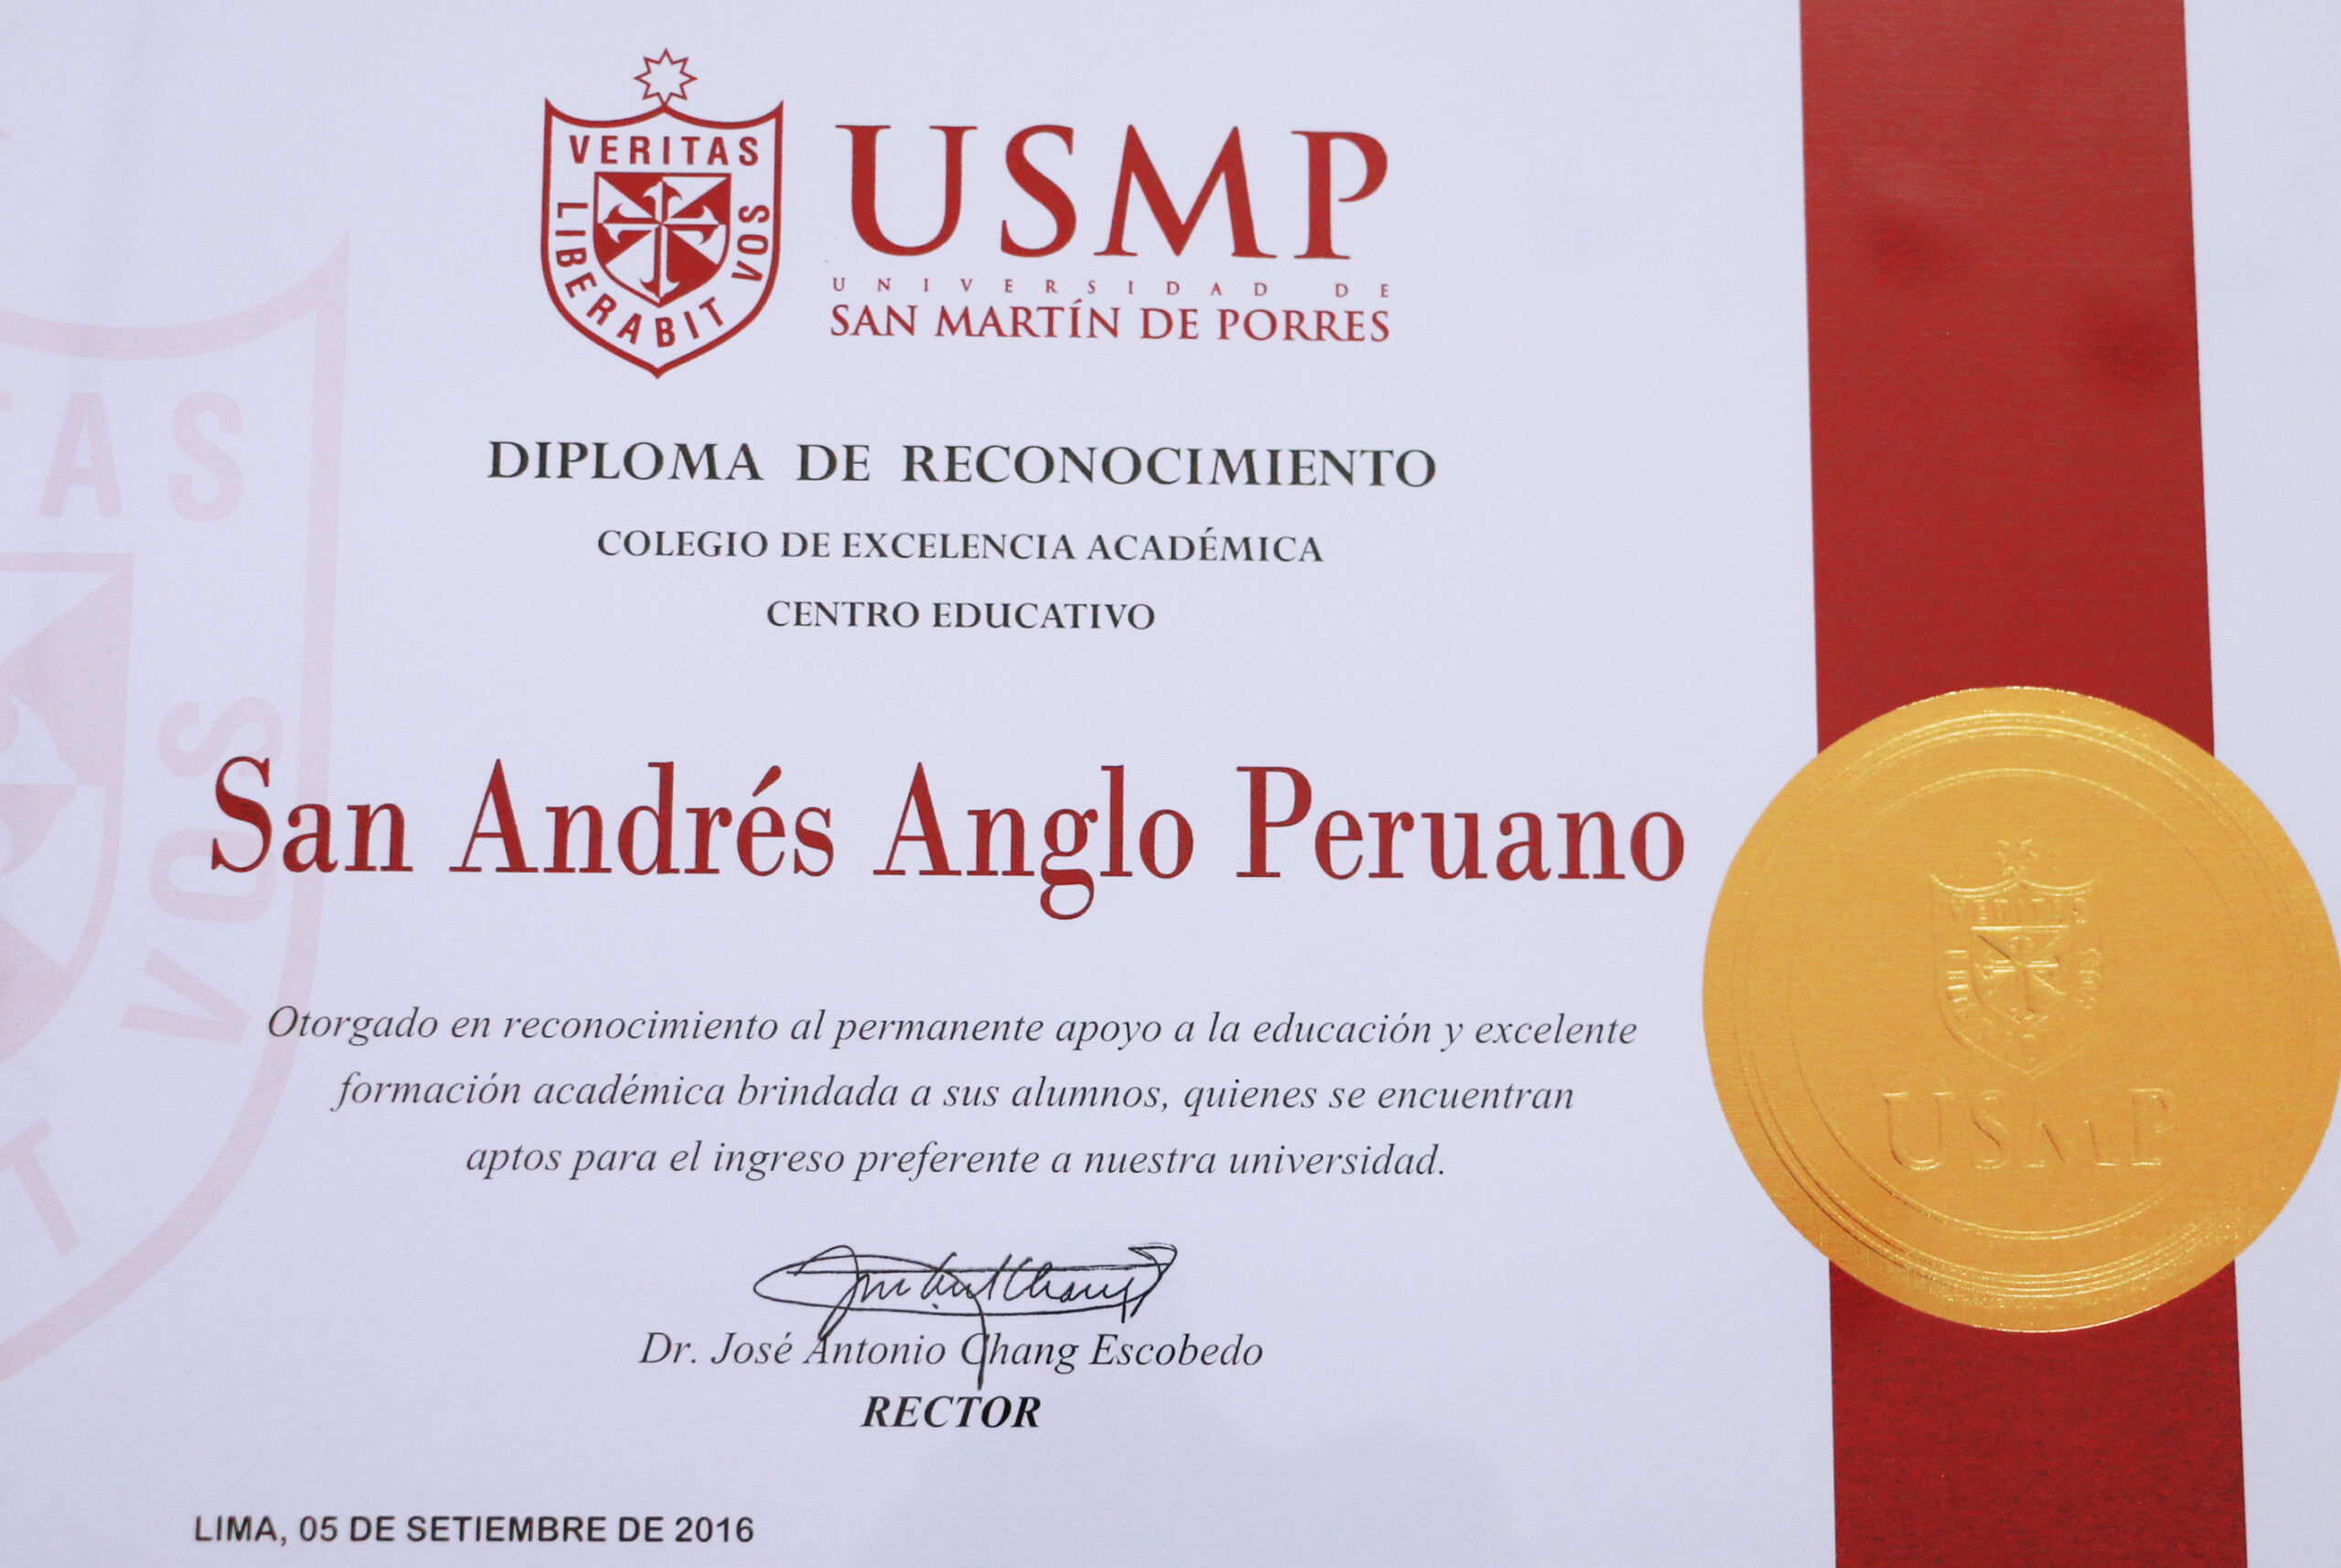 VERITAS
LIBERABIT VOS
USMP
UNIVERSIDAD DE
SAN MARTÍN DE PORRES
DIPLOMA DE RECONOCIMIENTO
COLEGIO DE EXCELENCIA ACADÉMICA
CENTRO EDUCATIVO
San Andrés Anglo Peruano
Otorgado en reconocimiento al permanente apoyo a la educación y excelente
formación académica brindada a sus alumnos, quienes se encuentran
aptos para el ingreso preferente a nuestra universidad.
Dr. José Antonio Chang Escobedo
RECTOR
LIMA, 05 DE SETIEMBRE DE 2016
TAS
VOS
T
VERITAS
USMP